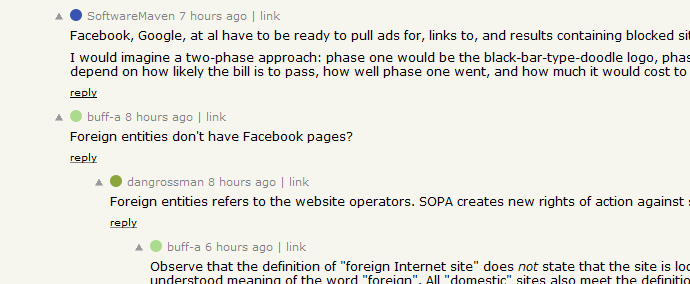 SoftwareMaven 7 hours ago | link
Facebook, Google, at al have to be ready to pull ads for, links to, and results containing blocked
I would imagine a two-phase approach: phase one would be the black-bar-type-doodle logo,
depend on how likely the bill is to pass, how well phase one went, and how much it would cost to
reply
buff-a 8 hours ago | link
Foreign entities don't have Facebook pages?
reply
dangrossman 8 hours ago | link
Foreign entities refers to the website operators. SOPA creates new rights of action against
reply
buff-a 6 hours ago | link
Observe that the definition of "foreign Internet site" does not state that the site is
understood meaning of the word "foreign". All "domestic" sites also meet the